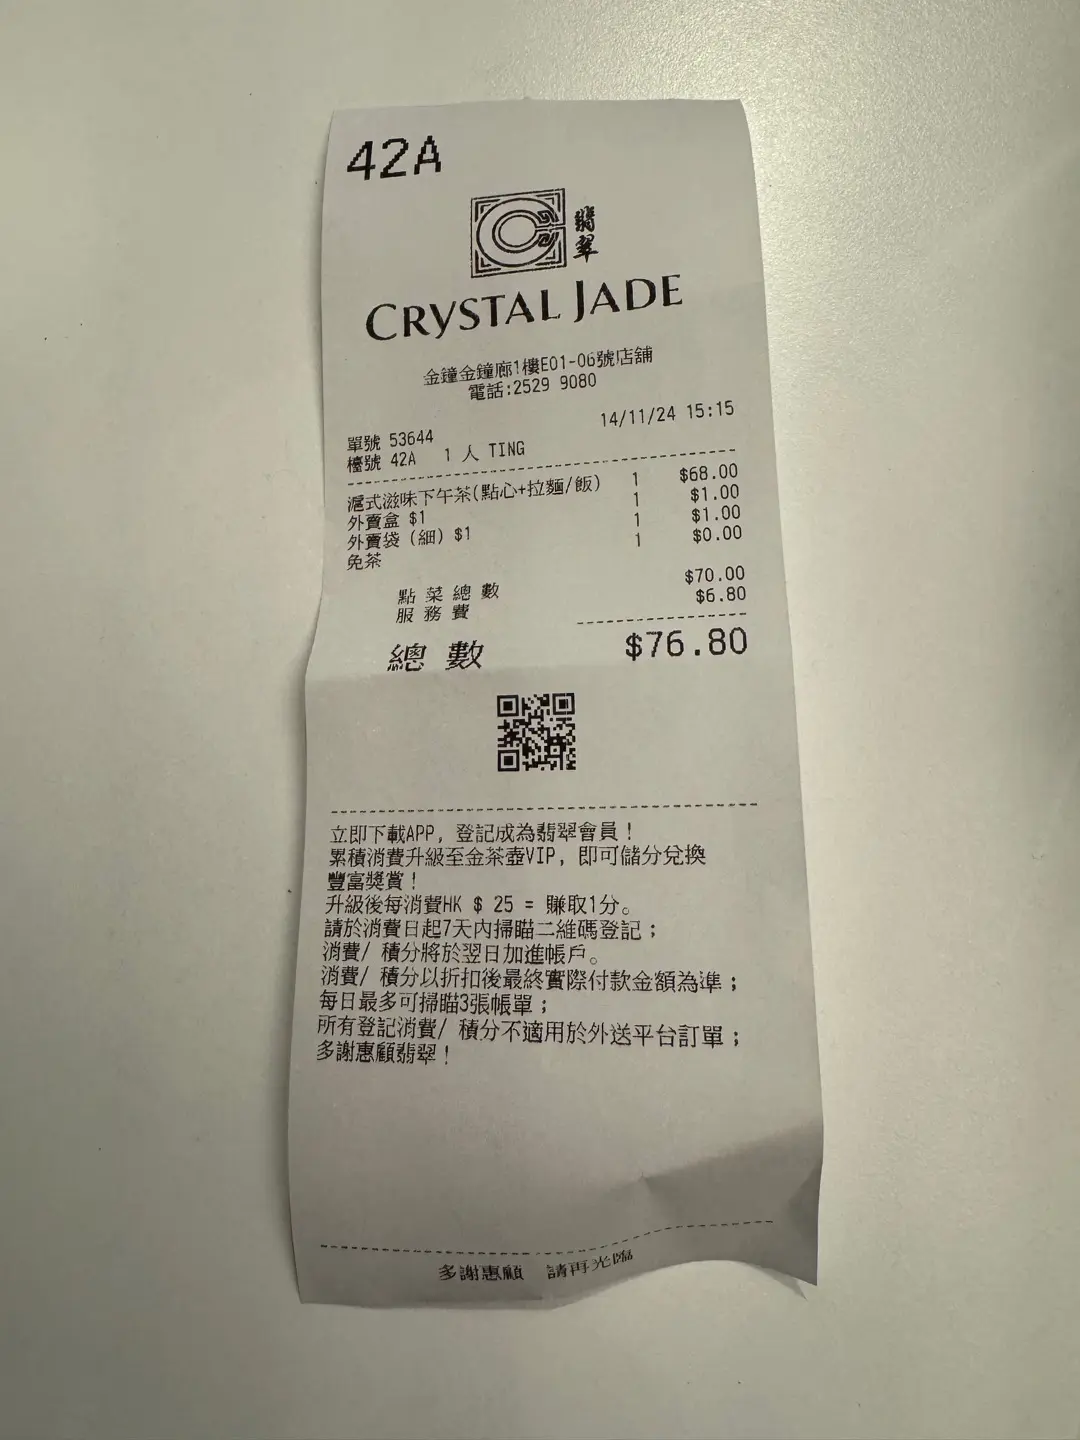 42A
翡翠
CRYSTAL JADE
金鐘金鐘廊1樓E01-06號店舖
電話:2529 9080
14/11/24 15:15
單號 53644
檯號 42A 1 人 TING
滬式滋味下午茶(點心+拉麵/飯) 1 $68.00
外賣盒 $1 1 $1.00
外賣袋 (細) $1 1 $1.00
免茶 1 $0.00
點菜總數 $70.00
服務費 $6.80
總數 $76.80
立即下載APP, 登記成為翡翠會員!
累積消費升級至金茶壺VIP, 即可儲分兌換
豐富獎賞!
升級後每消費HK $ 25 = 賺取1分。
請於消費日起7天內掃瞄二維碼登記;
消費/ 積分將於翌日加進帳戶。
消費/ 積分以折扣後最終實際付款金額為準;
每日最多可掃瞄3張帳單;
所有登記消費/ 積分不適用於外送平台訂單;
多謝惠顧翡翠!
多謝惠顧 請再光臨